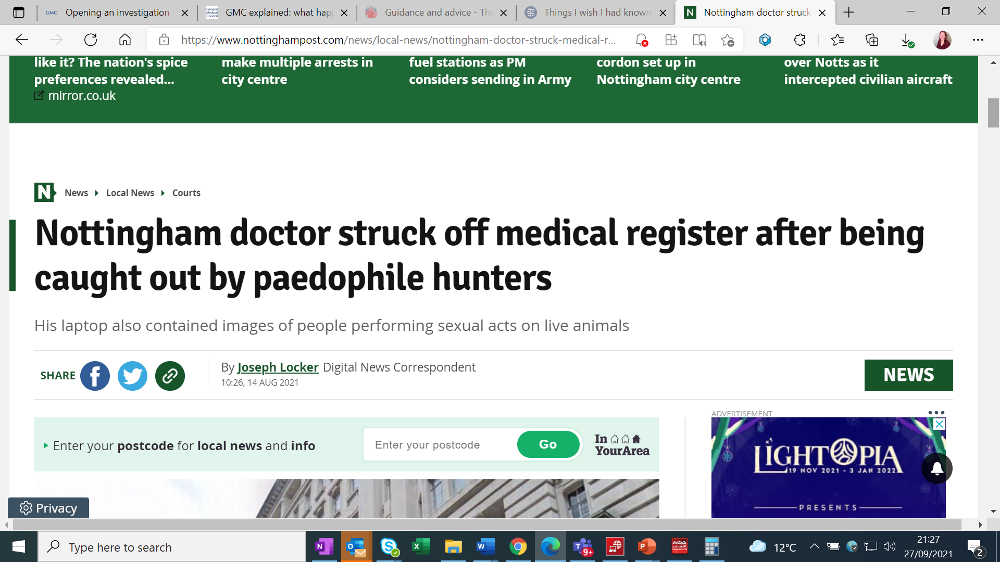 GMC Opening an investigation
General Medical Council GMC explained: what hap
Guidance and advice - The
Things I wish I had known
N Nottingham doctor struck
https://www.nottinghampost.com/news/local-news/nottingham-doctor-struck-medical-r...
like it? The nation's spice
preferences revealed...
mirror.co.uk
make multiple arrests in
city centre
fuel stations as PM
considers sending in Army
cordon set up in
Nottingham city centre
over Notts as it
intercepted civilian aircraft
N News Local News Courts
Nottingham doctor struck off medical register after being
caught out by paedophile hunters
His laptop also contained images of people performing sexual acts on live animals
SHARE
By Joseph Locker Digital News Correspondent
10:26, 14 AUG 2021
NEWS
Enter your postcode for local news and info
Enter your postcode
Go
In
YourArea
ADVERTISEMENT
LIGHTOPIA
19 NOV 2021 - 3 JAN 2022
PRESENTS
Privacy
Type here to search
9+
AVAYA
12°C
21:27
27/09/2021
2